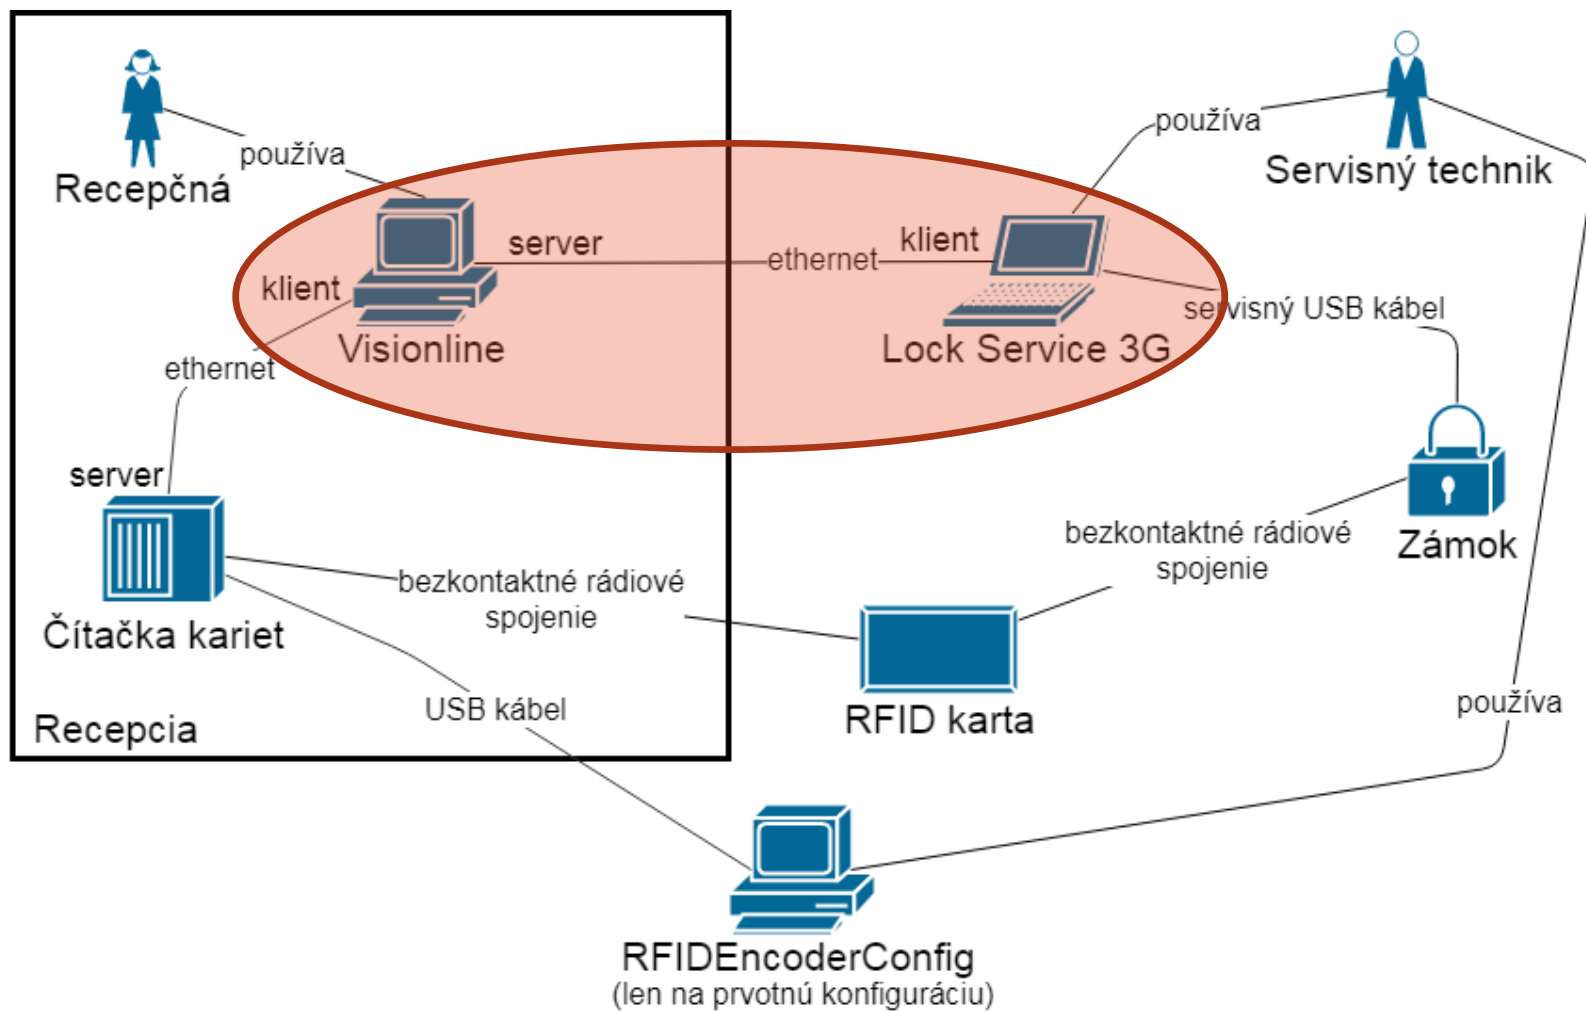 Recepčná
používa
server
klient
Visionline
ethernet
ethernet
klient
Lock Service 3G
používa
Servisný technik
servisný USB kábel
server
Čítačka kariet
bezkontaktné rádiové
spojenie
USB kábel
Recepcia
bezkontaktné rádiové
spojenie
Zámok
RFID karta
používa
RFIDEncoderConfig
(len na prvotnú konfiguráciu)